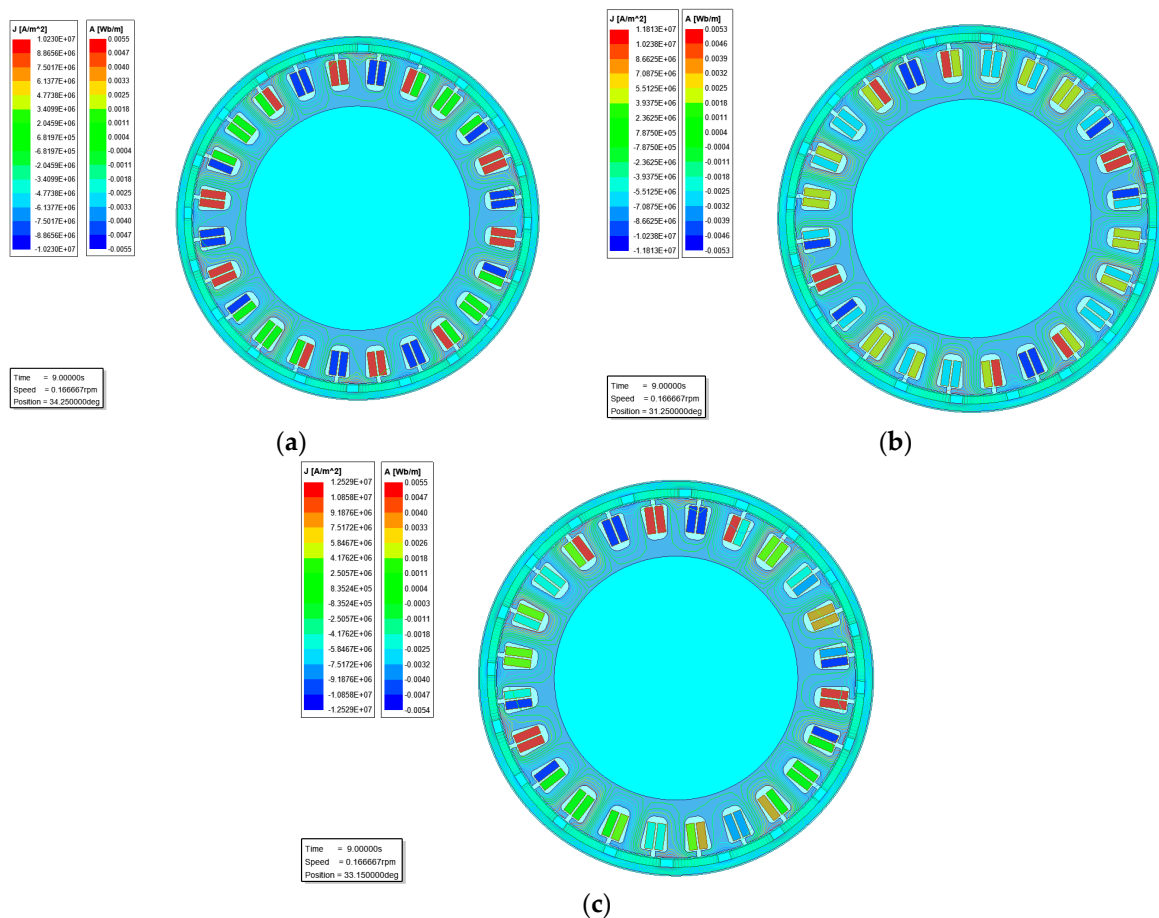 J [A/m^2]
1.0230E+07
8.8656E+06
7.5017E+06
6.1377E+06
4.7738E+06
3.4099E+06
2.0459E+06
6.8197E+05
-6.8197E+05
-2.0459E+06
-3.4099E+06
-4.7738E+06
-6.1377E+06
-7.5017E+06
-8.8656E+06
-1.0230E+07
A [Wb/m]
0.0055
0.0047
0.0040
0.0033
0.0025
0.0018
0.0011
0.0004
-0.0004
-0.0011
-0.0018
-0.0025
-0.0033
-0.0040
-0.0047
-0.0055
Time = 9.00000s
Speed = 0.166667rpm
Position = 34.250000deg
(a)
J [A/m^2]
1.1813E+07
1.0238E+07
8.6625E+06
7.0875E+06
5.5125E+06
3.9375E+06
2.3625E+06
7.8750E+05
-7.8750E+05
-2.3625E+06
-3.9375E+06
-5.5125E+06
-7.0875E+06
-8.6625E+06
-1.0238E+07
-1.1813E+07
A [Wb/m]
0.0053
0.0046
0.0039
0.0032
0.0025
0.0018
0.0011
0.0004
-0.0004
-0.0011
-0.0018
-0.0025
-0.0032
-0.0039
-0.0046
-0.0053
Time = 9.00000s
Speed = 0.166667rpm
Position = 31.250000deg
(b)
J [A/m^2]
1.2529E+07
1.0858E+07
9.1876E+06
7.5172E+06
5.8467E+06
4.1762E+06
2.5057E+06
8.3524E+05
-8.3524E+05
-2.5057E+06
-4.1762E+06
-5.8467E+06
-7.5172E+06
-9.1876E+06
-1.0858E+07
-1.2529E+07
A [Wb/m]
0.0055
0.0047
0.0040
0.0033
0.0026
0.0018
0.0011
0.0004
-0.0003
-0.0011
-0.0018
-0.0025
-0.0032
-0.0040
-0.0047
-0.0054
Time = 9.00000s
Speed = 0.166667rpm
Position = 33.150000deg
(c)